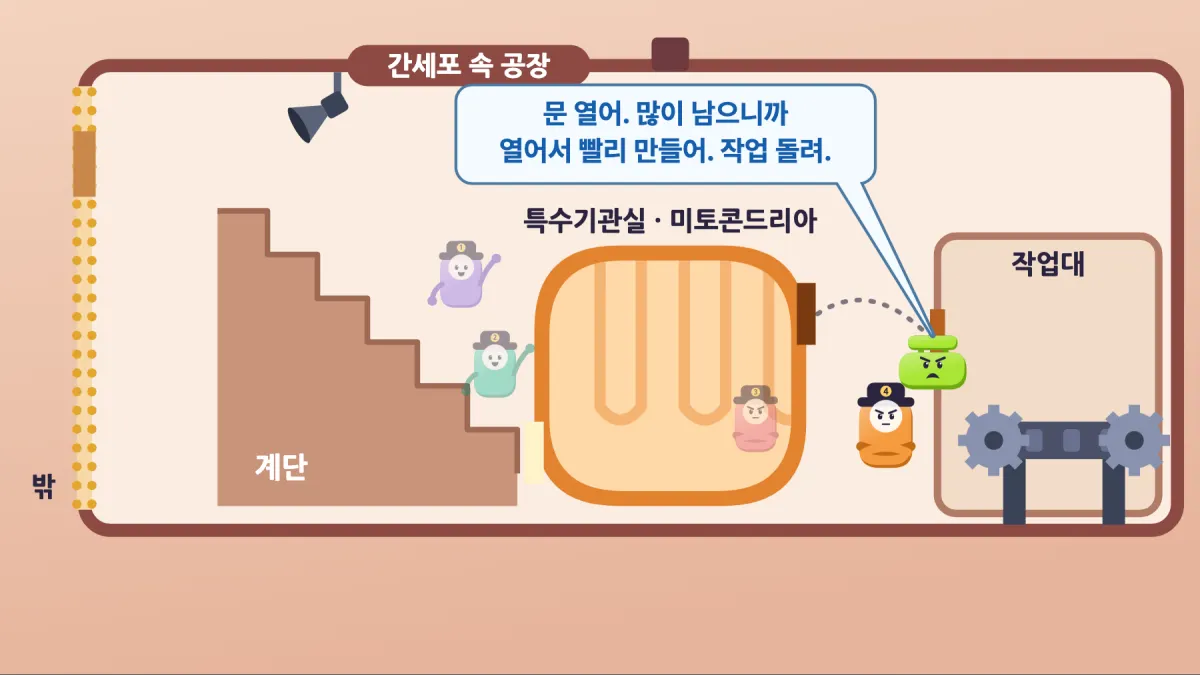 간세포 속 공장
문 열어. 많이 남으니까
열어서 빨리 만들어. 작업 돌려.
특수기관실 · 미토콘드리아
작업대
1
2
3
4
계단
밖